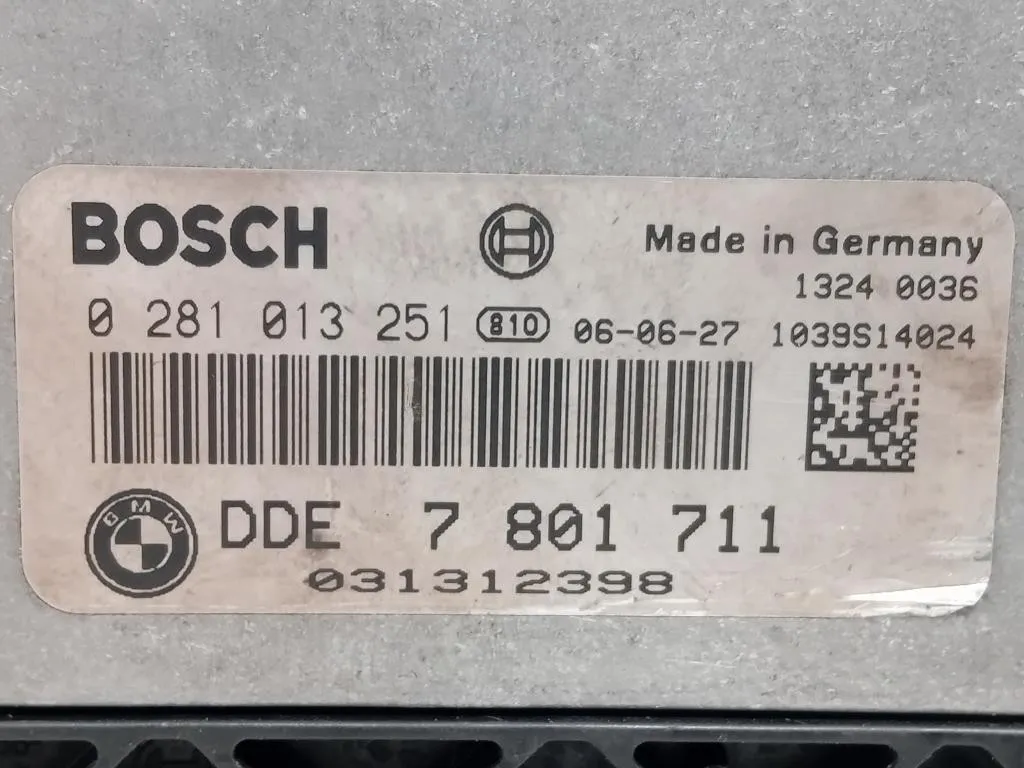 BOSCH
Made in Germany
1324 0036
0 281 013 251 810 06-06-27 1039S14024
BMW DDE 7 801 711
031312398